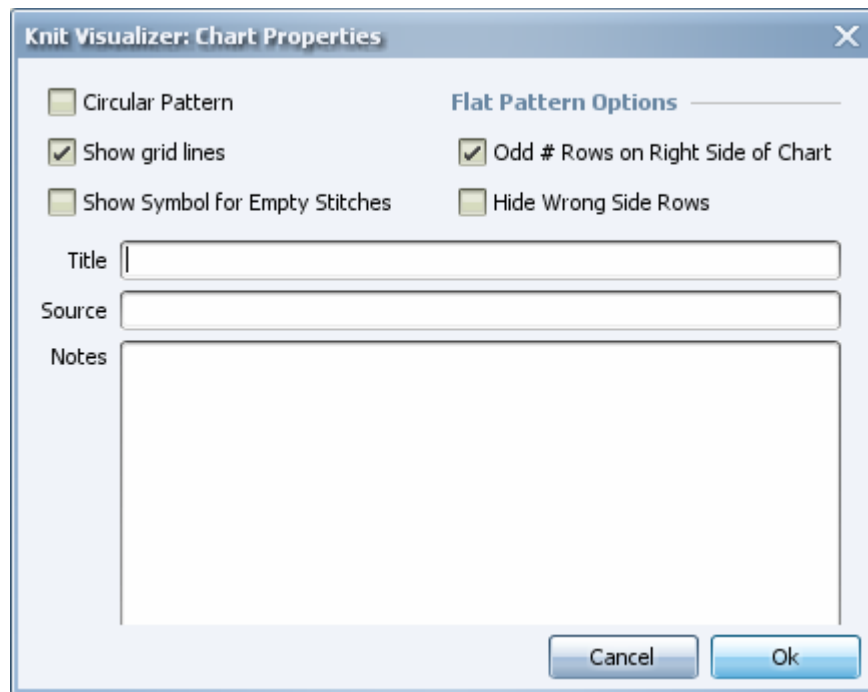 Knit Visualizer: Chart Properties
Circular Pattern
Flat Pattern Options
Show grid lines
Odd # Rows on Right Side of Chart
Show Symbol for Empty Stitches
Hide Wrong Side Rows
Title
Source
Notes
Cancel
Ok